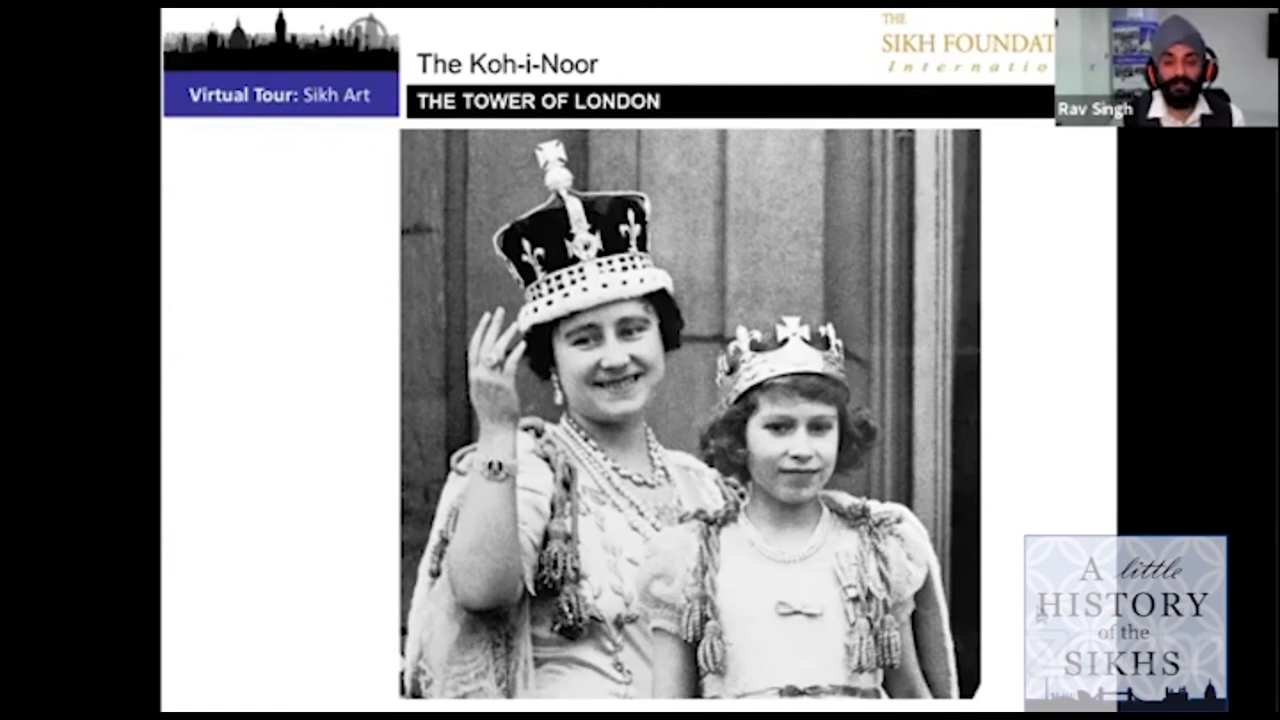 Virtual Tour: Sikh Art
The Koh-i-Noor
THE TOWER OF LONDON
THE
SIKH FOUNDAT
Internatio
Rav Singh
A little
HISTORY
of the
SIKHS